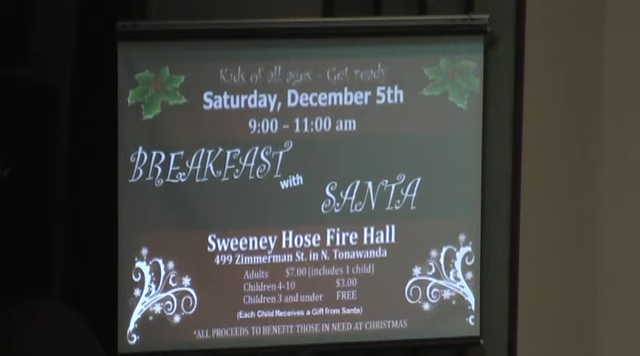 Kids of all ages - Get ready
Saturday, December 5th
9:00 – 11:00 am
BREAKFAST
with
SANTA
Sweeney Hose Fire Hall
499 Zimmerman St. in N. Tonawanda
Adults $7.00 (includes 1 child)
Children 4-10 $3.00
Children 3 and under FREE
(Each Child Receives a Gift from Santa)
*ALL PROCEEDS TO BENEFIT THOSE IN NEED AT CHRISTMAS